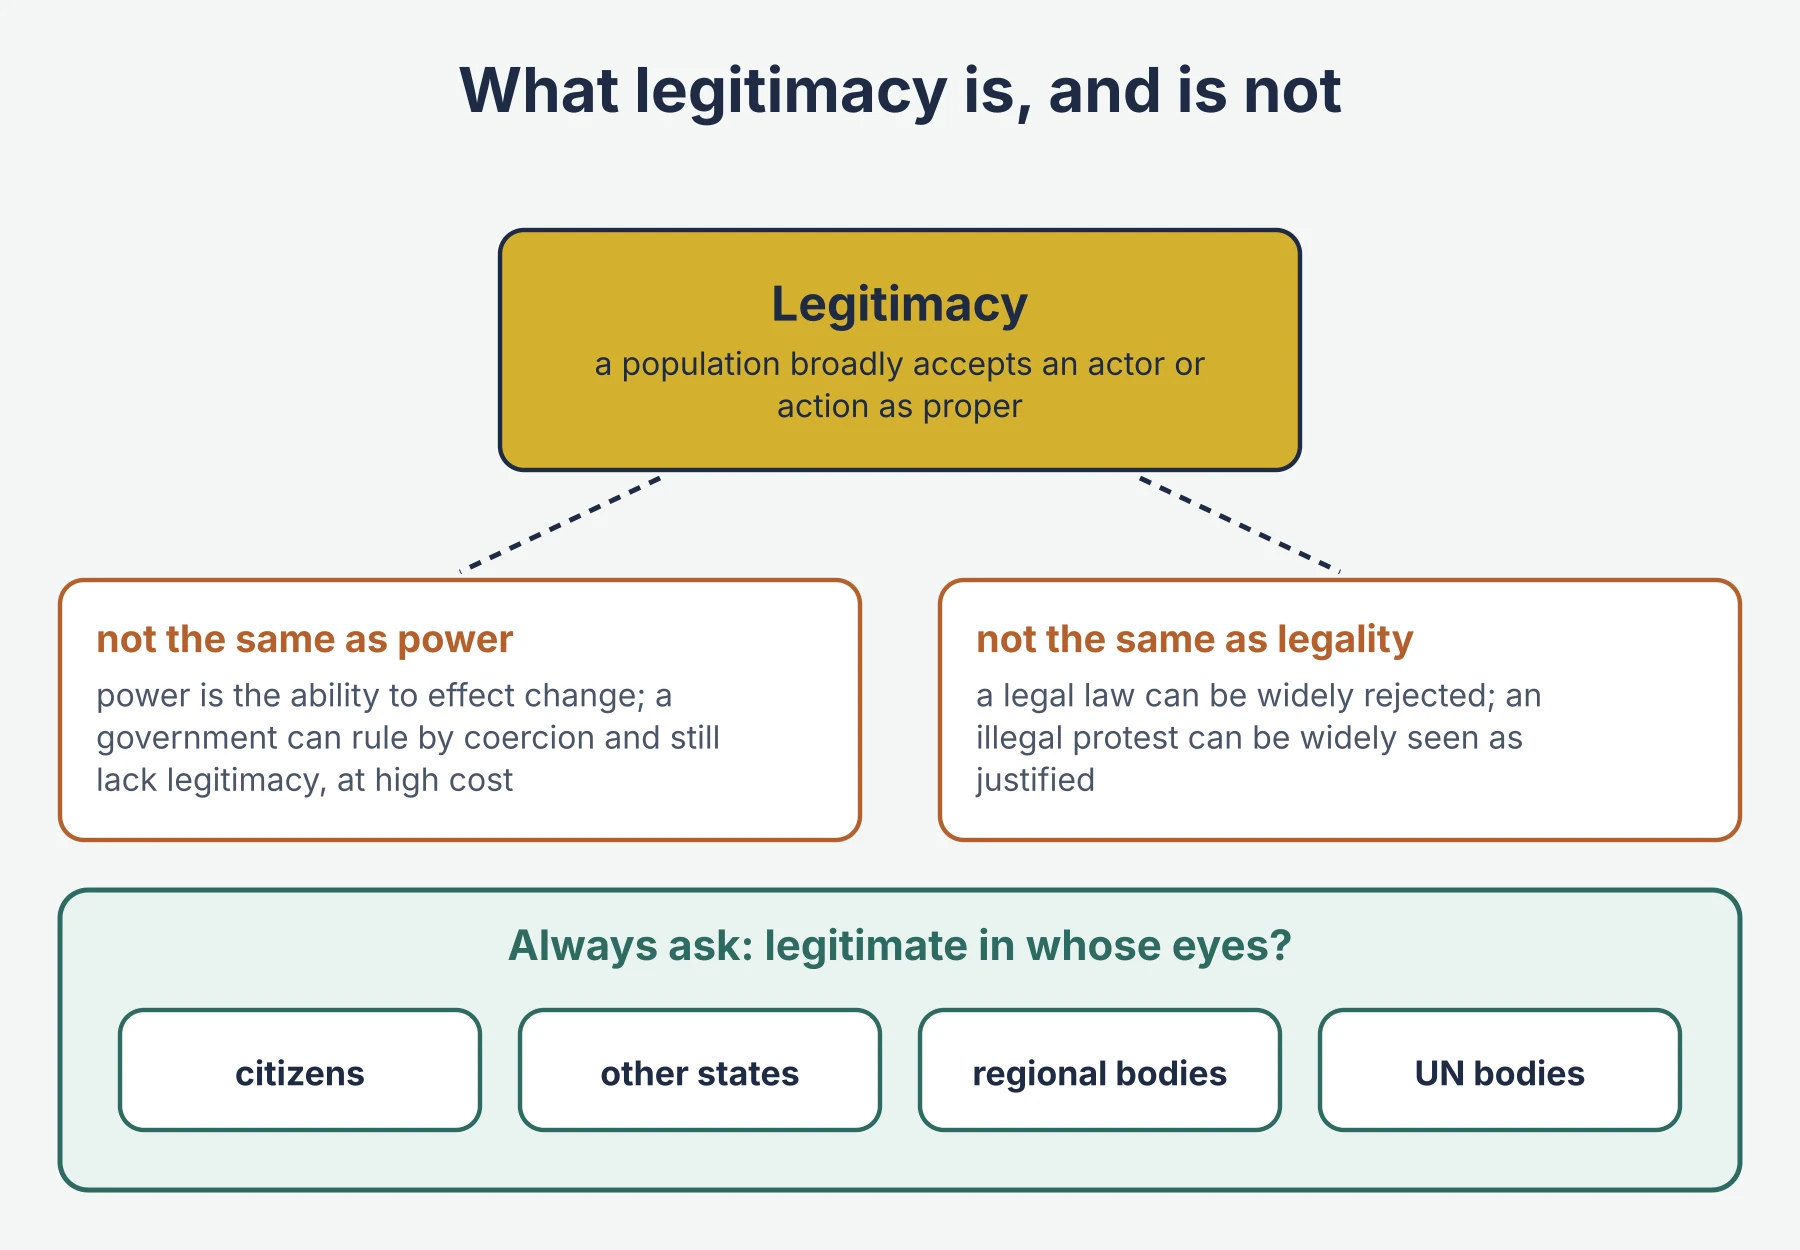 What legitimacy is, and is not
Legitimacy
a population broadly accepts an actor or
action as proper
not the same as power
power is the ability to effect change; a
government can rule by coercion and still
lack legitimacy, at high cost
not the same as legality
a legal law can be widely rejected; an
illegal protest can be widely seen as
justified
Always ask: legitimate in whose eyes?
citizens
other states
regional bodies
UN bodies